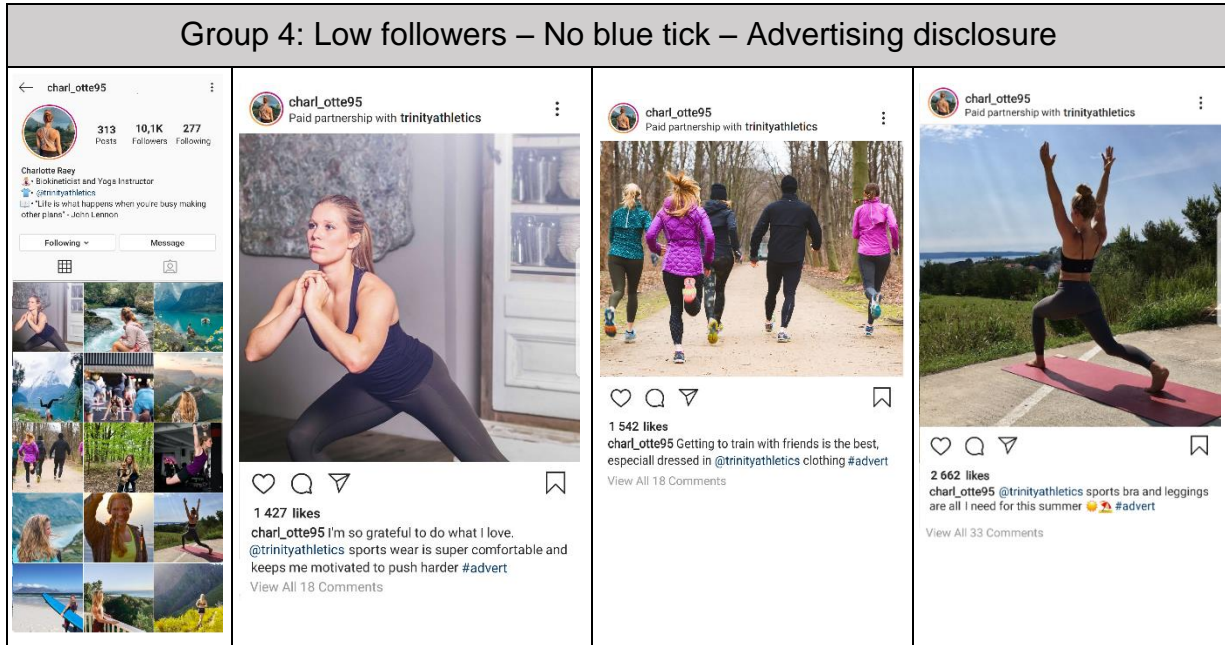 Group 4: Low followers – No blue tick – Advertising disclosure
← charl_otte95
313 10,1K 277
Posts Followers Following
Charlotte Raey
🧘🏼‍♀️• Biokineticist and Yoga Instructor
👕• @trinityathletics
📖• "Life is what happens when you're busy making
other plans" - John Lennon
Following Message
charl_otte95
Paid partnership with trinityathletics
1 427 likes
charl_otte95 I'm so grateful to do what I love.
@trinityathletics sports wear is super comfortable and
keeps me motivated to push harder #advert
View All 18 Comments
charl_otte95
Paid partnership with trinityathletics
1 542 likes
charl_otte95 Getting to train with friends is the best,
especiall dressed in @trinityathletics clothing #advert
View All 18 Comments
charl_otte95
Paid partnership with trinityathletics
2 662 likes
charl_otte95 @trinityathletics sports bra and leggings
are all I need for this summer 🌞⛱️ #advert
View All 33 Comments